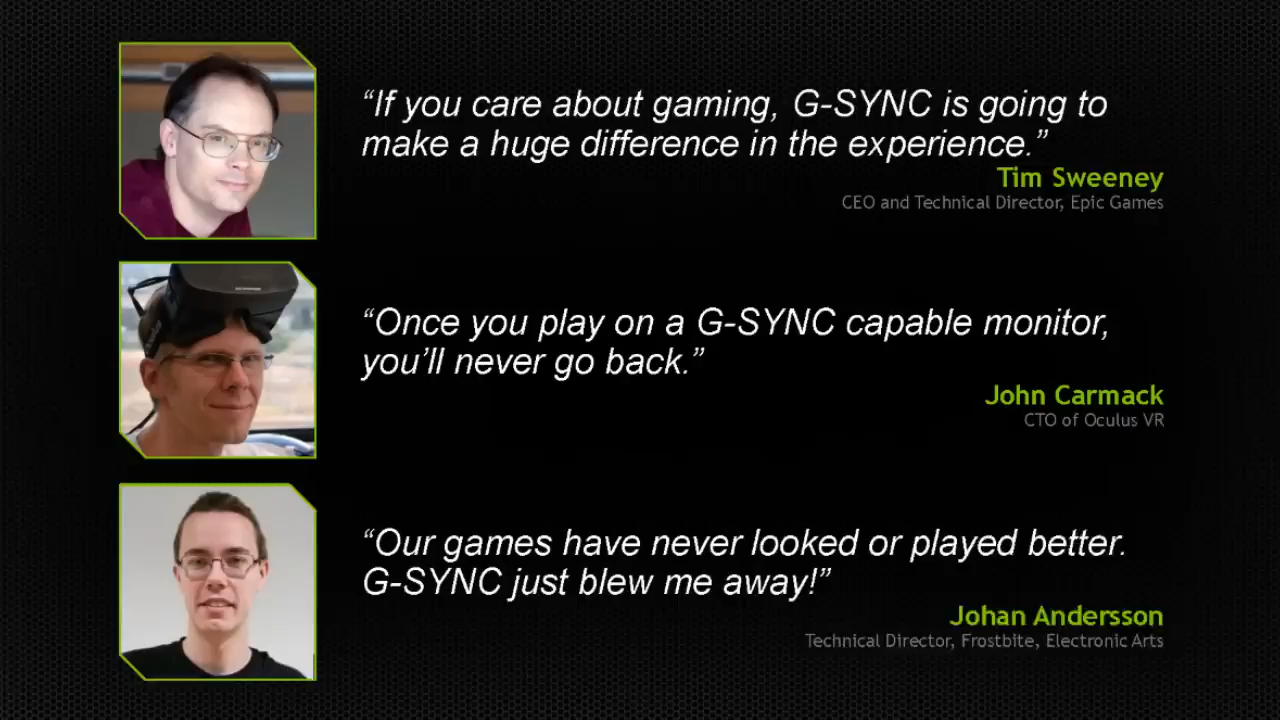 “If you care about gaming, G-SYNC is going to
make a huge difference in the experience.”
Tim Sweeney
CEO and Technical Director, Epic Games
“Once you play on a G-SYNC capable monitor,
you’ll never go back.”
John Carmack
CTO of Oculus VR
“Our games have never looked or played better.
G-SYNC just blew me away!”
Johan Andersson
Technical Director, Frostbite, Electronic Arts